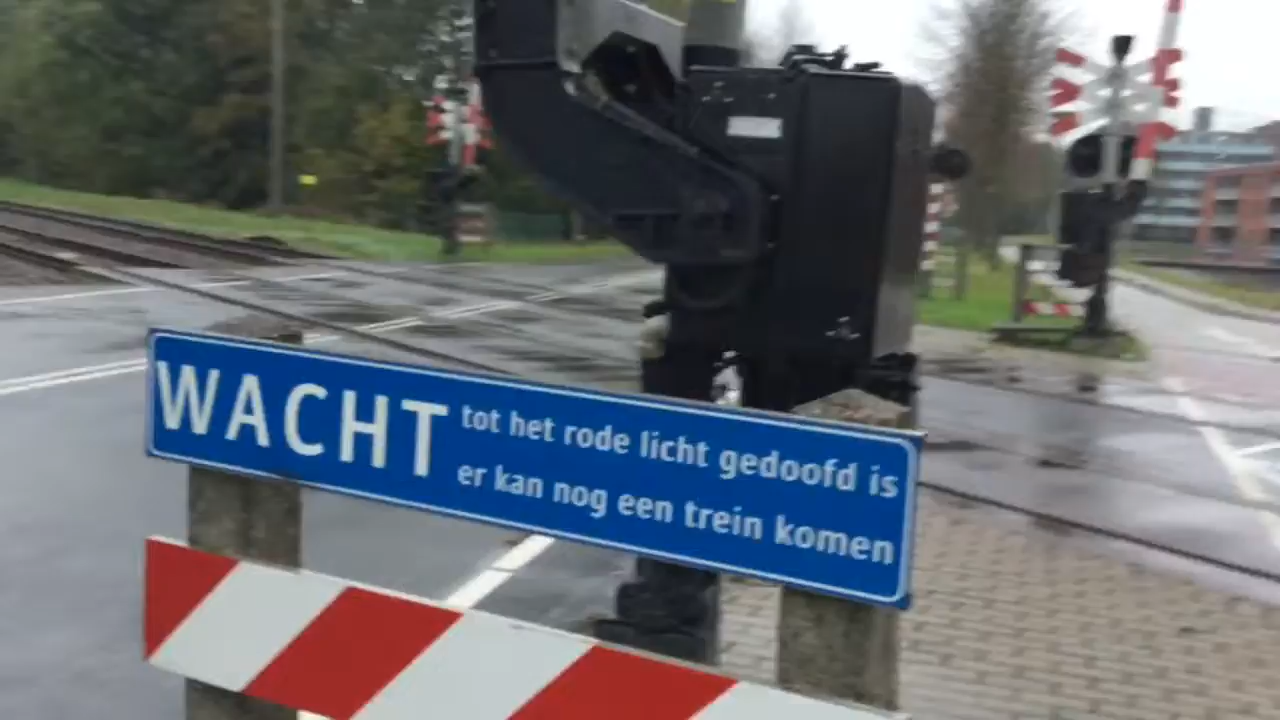 WACHT
tot het rode licht gedoofd is
er kan nog een trein komen